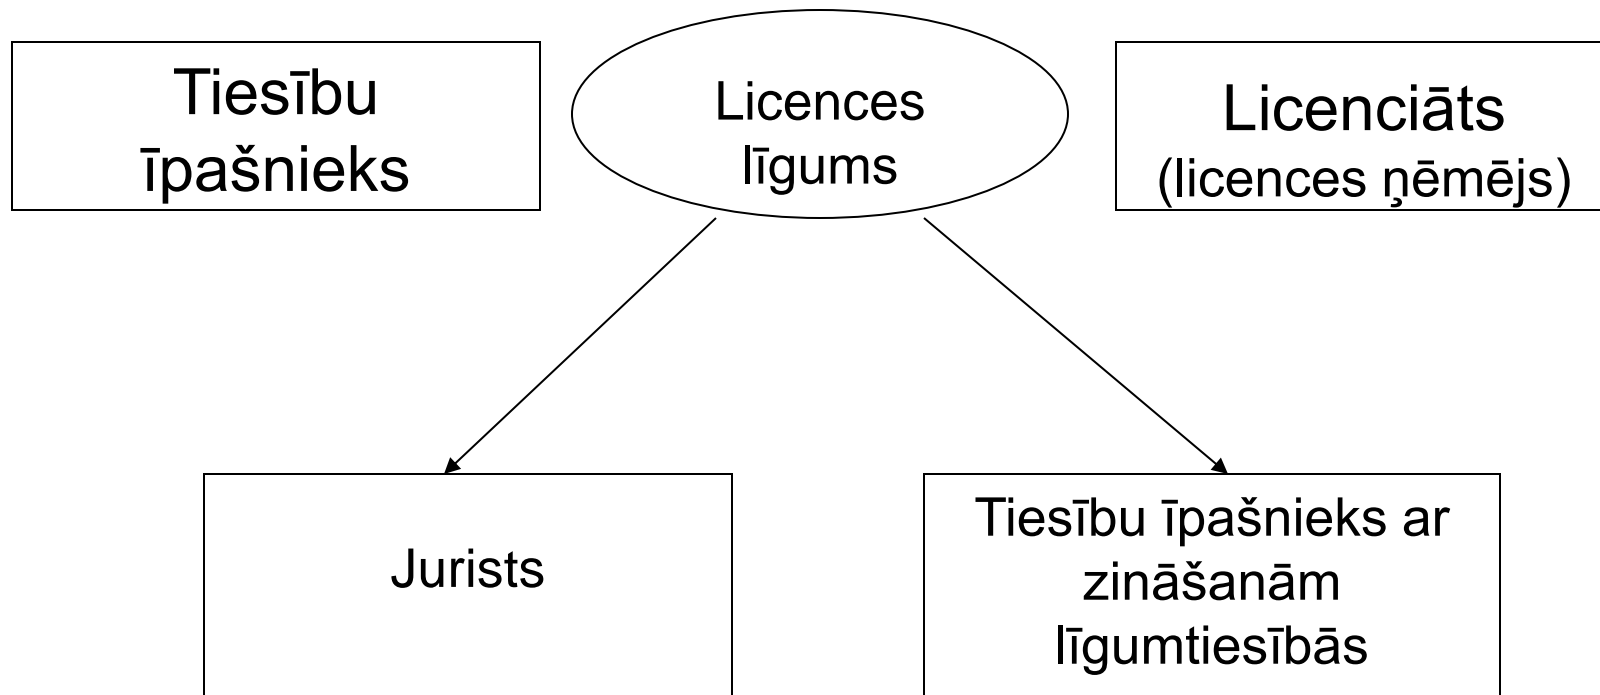 Tiesību
īpašnieks
Licences
līgums
Licenciāts
(licences ņēmējs)
Jurists
Tiesību īpašnieks ar
zināšanām
līgumtiesībās